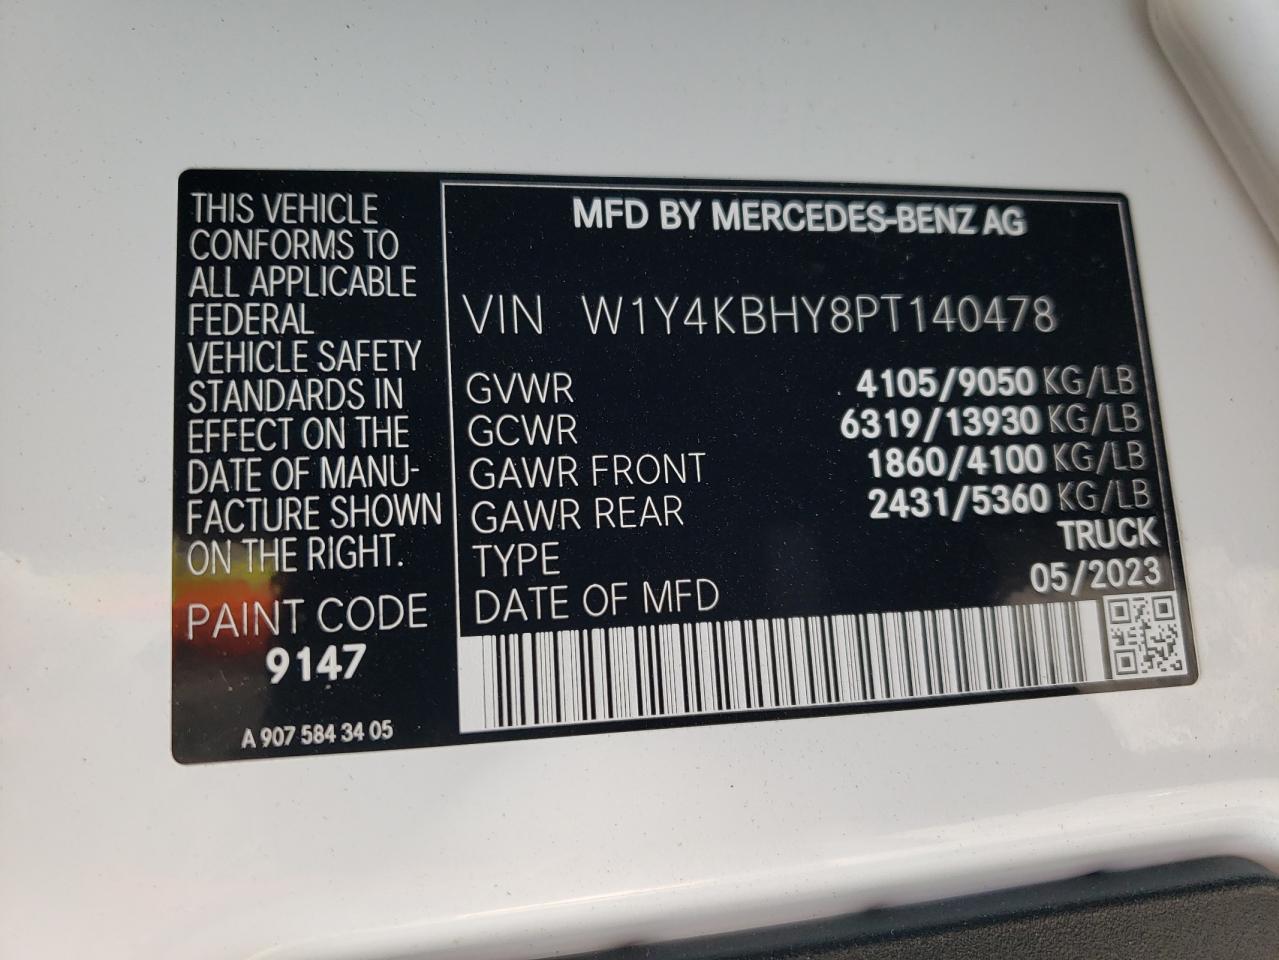 THIS VEHICLE
CONFORMS TO
ALL APPLICABLE
FEDERAL
VEHICLE SAFETY
STANDARDS IN
EFFECT ON THE
DATE OF MANU-
FACTURE SHOWN
ON THE RIGHT.
PAINT CODE
9147
A 907 584 34 05
MFD BY MERCEDES-BENZ AG
VIN W1Y4KBHY8PT140478
GVWR 4105/9050 KG/LB
GCWR 6319/13930 KG/LB
GAWR FRONT 1860/4100 KG/LB
GAWR REAR 2431/5360 KG/LB
TYPE TRUCK
DATE OF MFD 05/2023